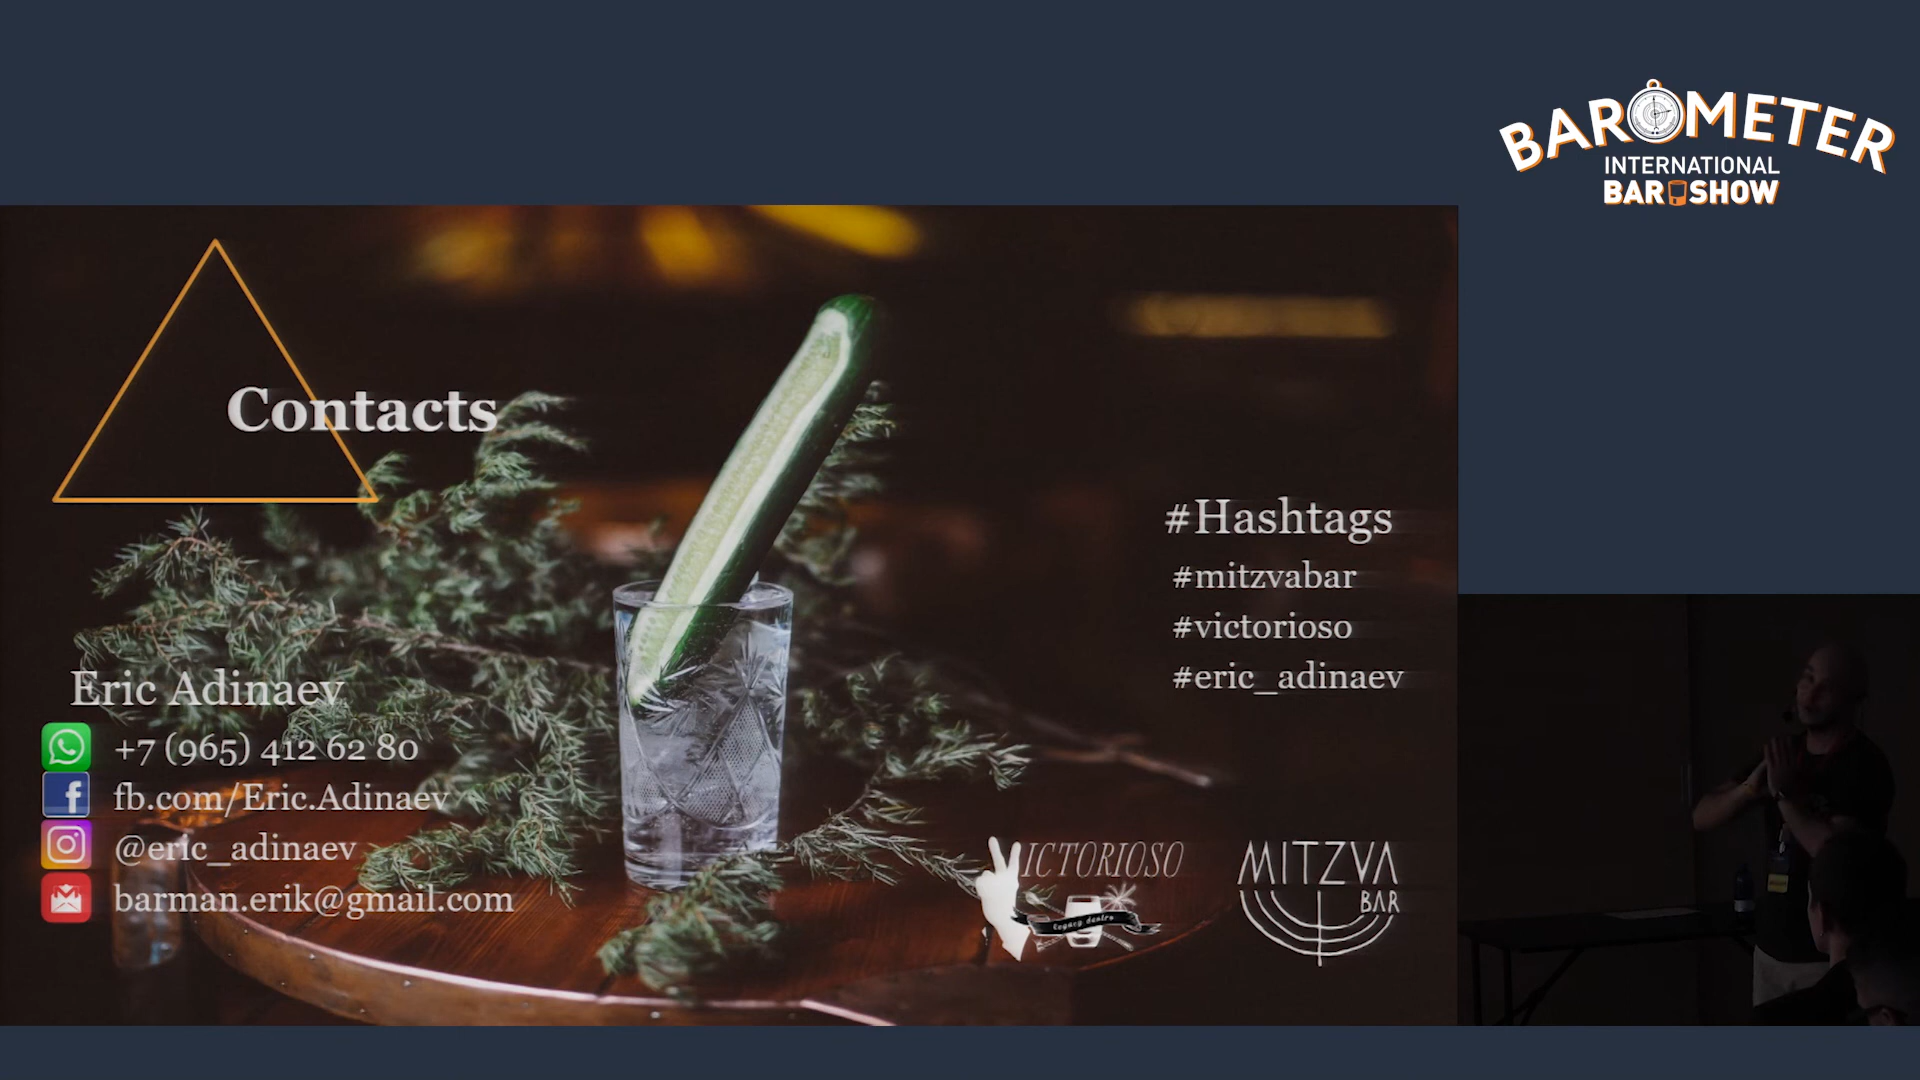 BAROMETER
INTERNATIONAL
BAR SHOW
Contacts
#Hashtags
#mitzvabar
#victorioso
#eric_adinaev
Eric Adinaev
+7 (965) 412 62 80
fb.com/Eric.Adinaev
@eric_adinaev
barman.erik@gmail.com
VICTORIOSO
MITZVA
BAR